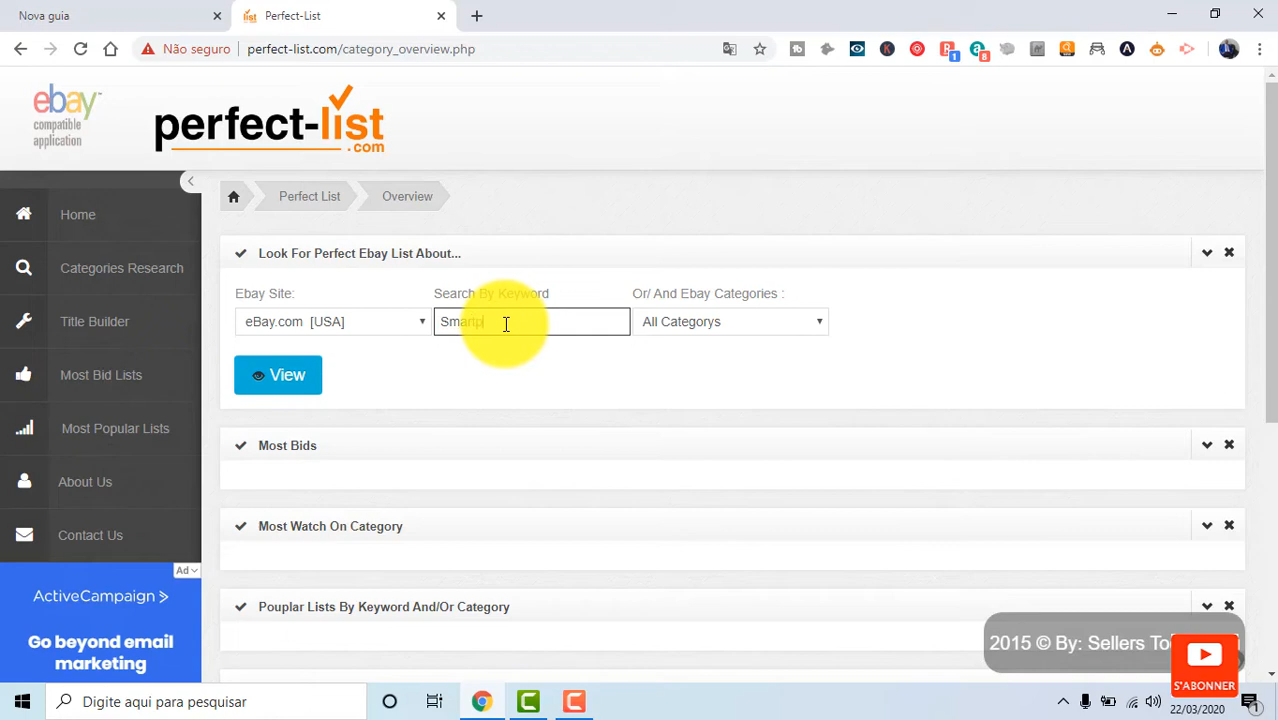 Nova guia
Perfect-List
Não seguro
perfect-list.com/category_overview.php
ebay
compatible
application
perfect-list
.com
Home
Categories Research
Title Builder
Most Bid Lists
Most Popular Lists
About Us
Contact Us
Ad
ActiveCampaign >
Go beyond email
marketing
Perfect List
Overview
Look For Perfect Ebay List About...
Ebay Site:
Search By Keyword
Or/ And Ebay Categories :
eBay.com [USA]
Smartp
All Categorys
View
Most Bids
Most Watch On Category
Pouplar Lists By Keyword And/Or Category
2015 © By: Sellers
S'ABONNER
Digite aqui para pesquisar
22/03/2020